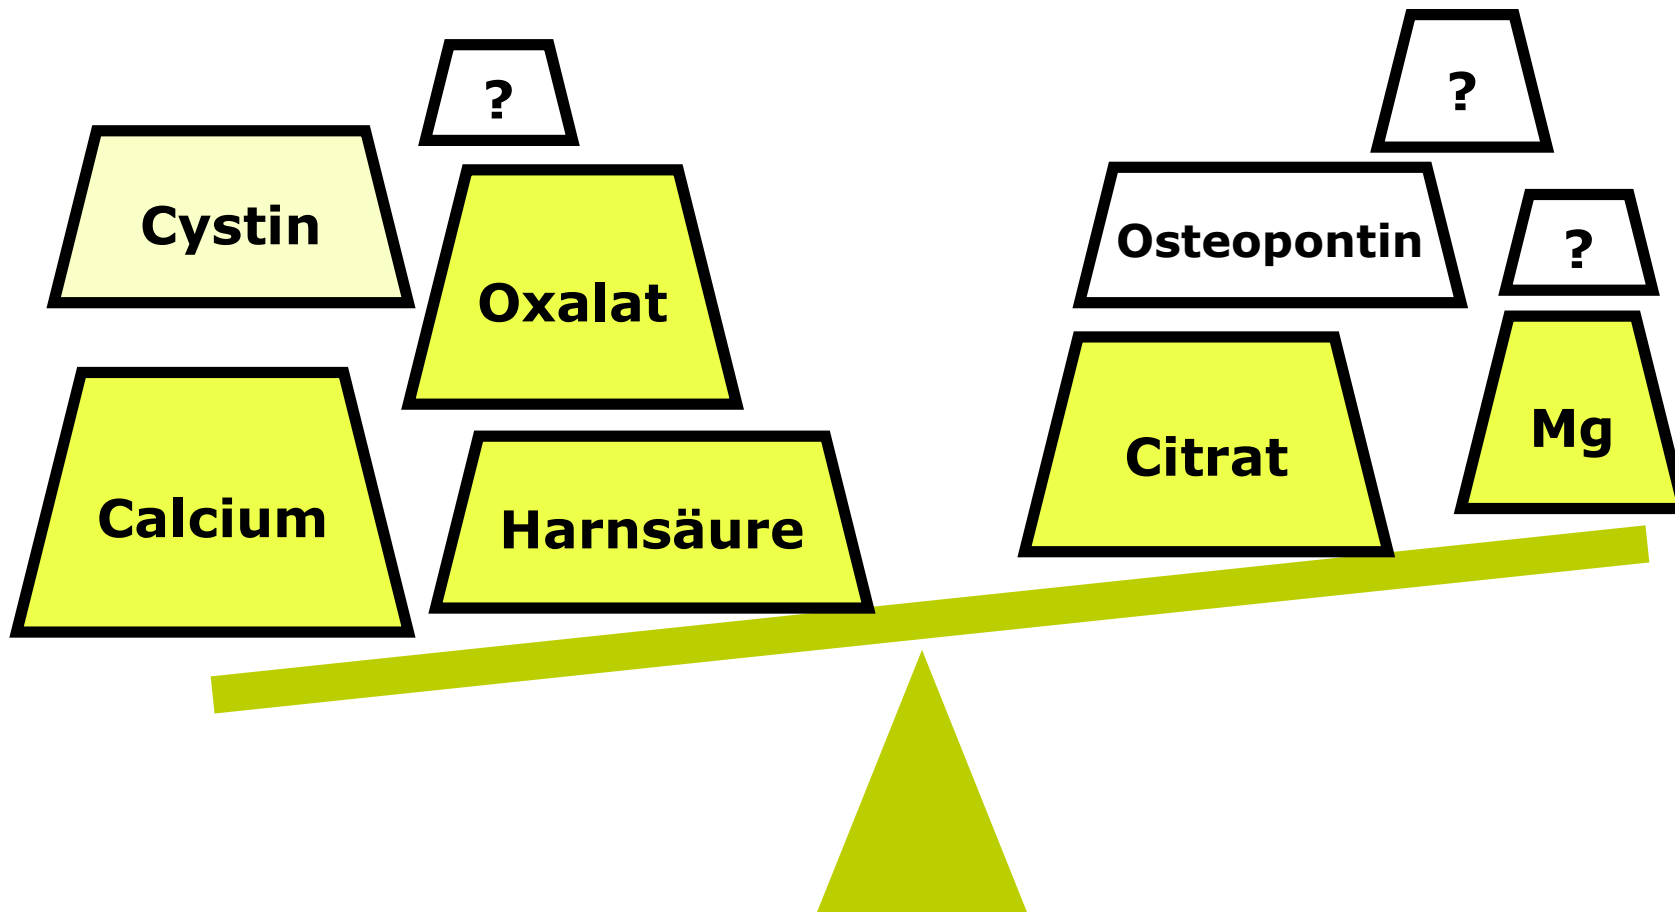 ?
Cystin
Oxalat
Calcium
Harnsäure
?
Osteopontin
?
Citrat
Mg